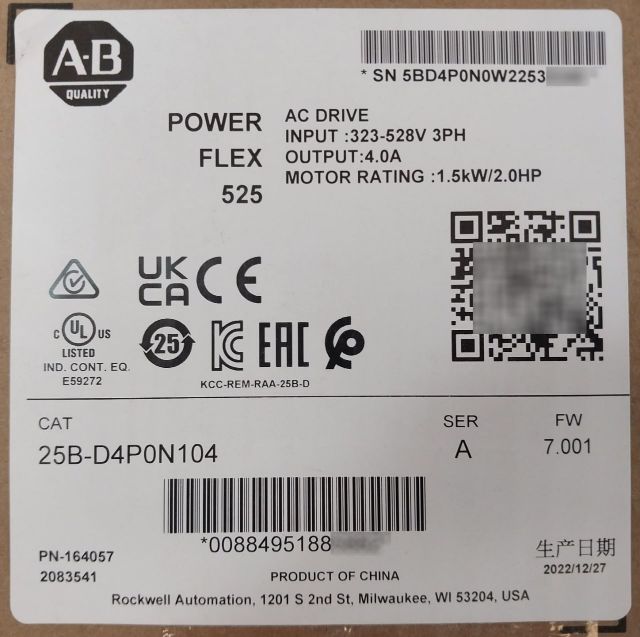 A-B
QUALITY
* SN 5BD4P0N0W2253
POWER
FLEX
525
AC DRIVE
INPUT :323-528V 3PH
OUTPUT:4.0A
MOTOR RATING :1.5kW/2.0HP
UK
CA
CE
C UL US
LISTED
IND. CONT. EQ.
E59272
25
EAC
KCC-REM-RAA-25B-D
CAT
25B-D4P0N104
SER
A
FW
7.001
*0088495188
PN-164057
2083541
生产日期
2022/12/27
PRODUCT OF CHINA
Rockwell Automation, 1201 S 2nd St, Milwaukee, WI 53204, USA